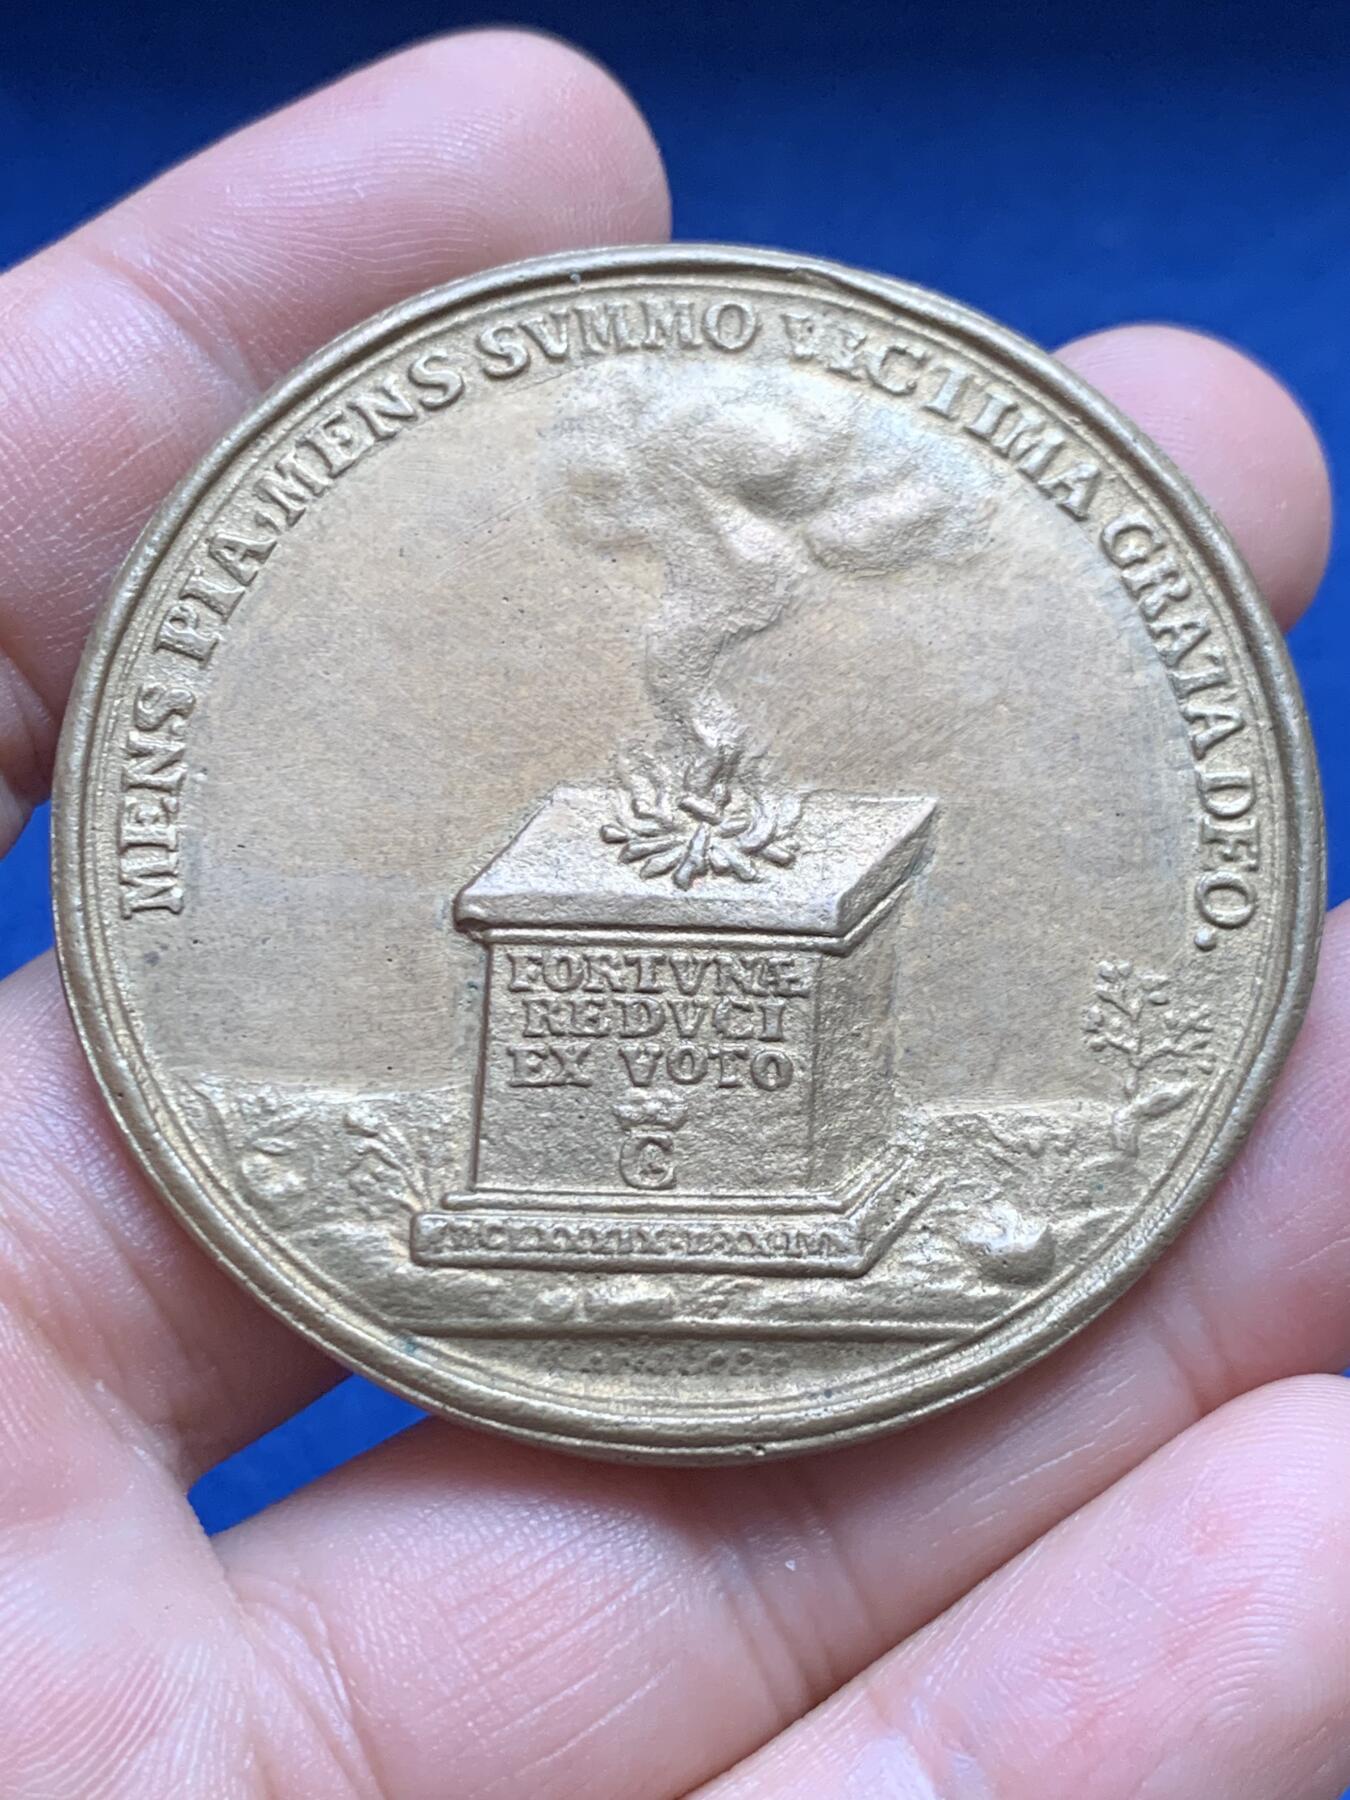 MENS PIA·MENS SVMMO VICTIMA GRATA DEO.
FORTVNÆ
REDVCI
EX VOTO
C